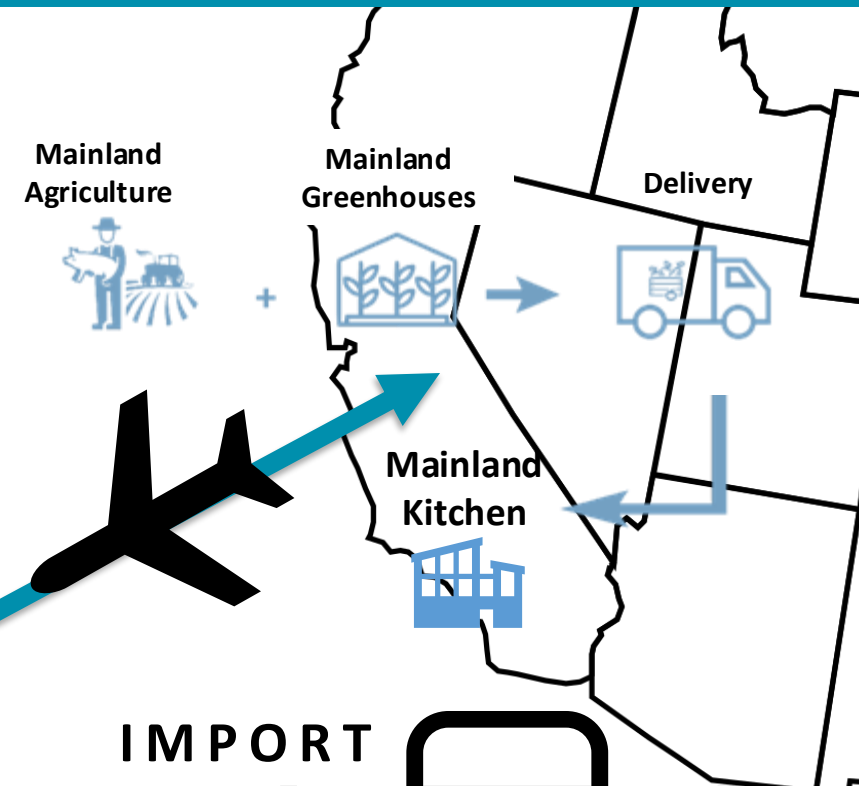 Mainland
Agriculture
Mainland
Greenhouses
Delivery
+
Mainland
Kitchen
IMPORT